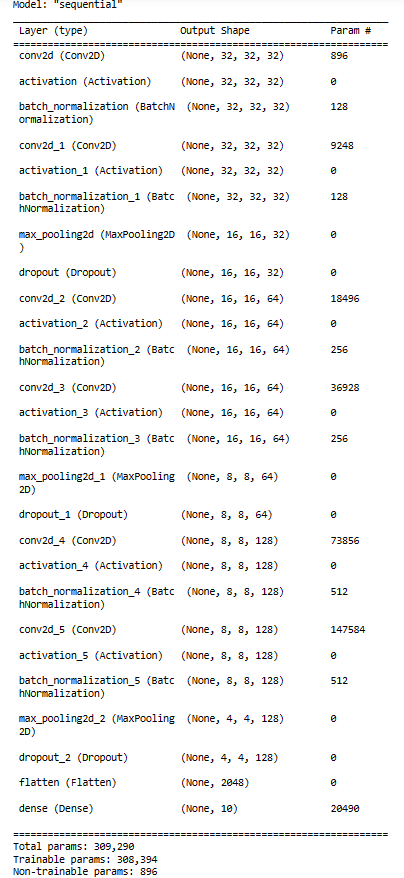 Model: "sequential"
Layer (type) Output Shape Param #
conv2d (Conv2D) (None, 32, 32, 32) 896
activation (Activation) (None, 32, 32, 32) 0
batch_normalization (BatchN (None, 32, 32, 32) 128
ormalization)
conv2d_1 (Conv2D) (None, 32, 32, 32) 9248
activation_1 (Activation) (None, 32, 32, 32) 0
batch_normalization_1 (Batc (None, 32, 32, 32) 128
hNormalization)
max_pooling2d (MaxPooling2D (None, 16, 16, 32) 0
)
dropout (Dropout) (None, 16, 16, 32) 0
conv2d_2 (Conv2D) (None, 16, 16, 64) 18496
activation_2 (Activation) (None, 16, 16, 64) 0
batch_normalization_2 (Batc (None, 16, 16, 64) 256
hNormalization)
conv2d_3 (Conv2D) (None, 16, 16, 64) 36928
activation_3 (Activation) (None, 16, 16, 64) 0
batch_normalization_3 (Batc (None, 16, 16, 64) 256
hNormalization)
max_pooling2d_1 (MaxPooling (None, 8, 8, 64) 0
2D)
dropout_1 (Dropout) (None, 8, 8, 64) 0
conv2d_4 (Conv2D) (None, 8, 8, 128) 73856
activation_4 (Activation) (None, 8, 8, 128) 0
batch_normalization_4 (Batc (None, 8, 8, 128) 512
hNormalization)
conv2d_5 (Conv2D) (None, 8, 8, 128) 147584
activation_5 (Activation) (None, 8, 8, 128) 0
batch_normalization_5 (Batc (None, 8, 8, 128) 512
hNormalization)
max_pooling2d_2 (MaxPooling (None, 4, 4, 128) 0
2D)
dropout_2 (Dropout) (None, 4, 4, 128) 0
flatten (Flatten) (None, 2048) 0
dense (Dense) (None, 10) 20490
Total params: 309,290
Trainable params: 308,394
Non-trainable params: 896